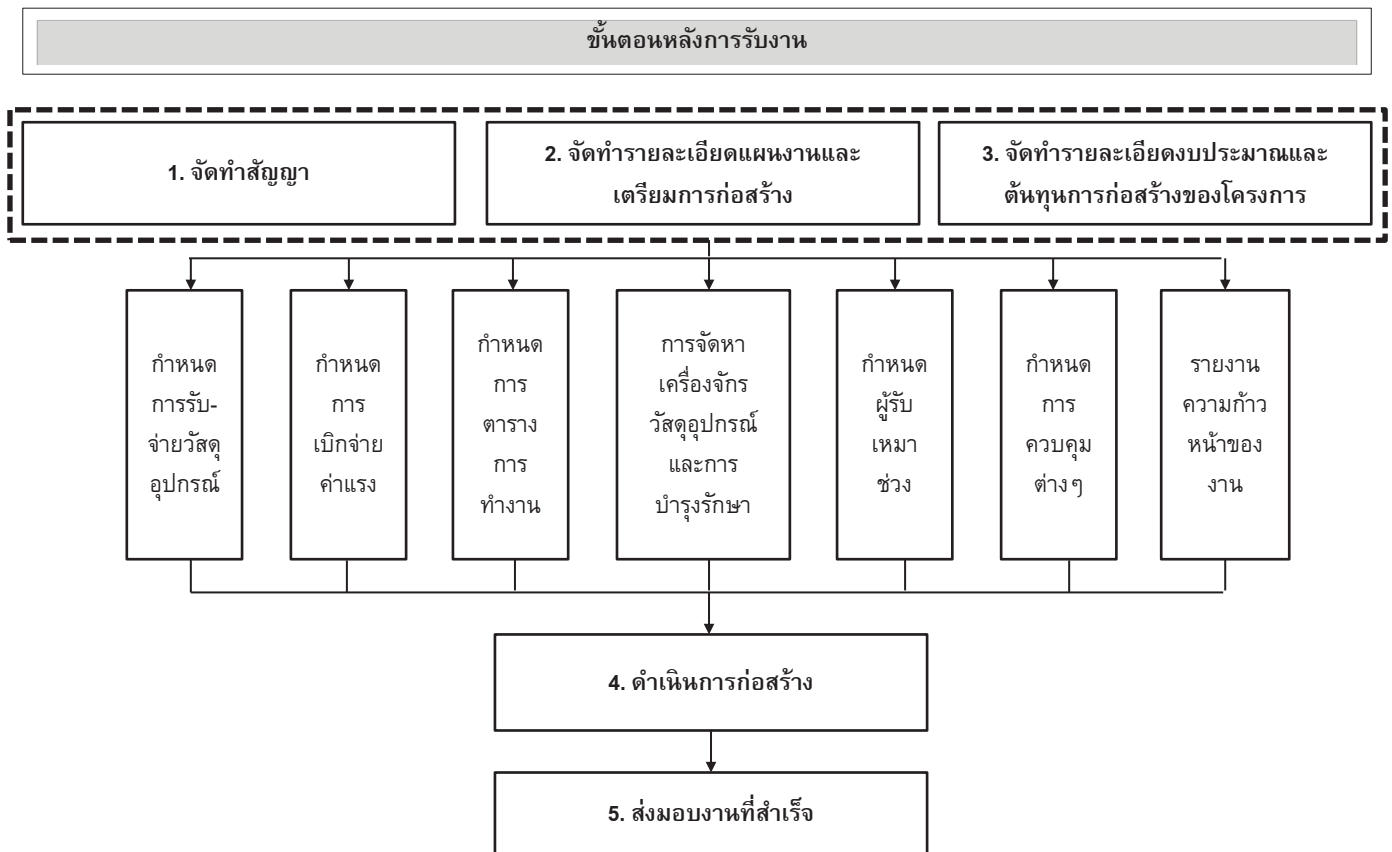 ขั้นตอนหลังการรับงาน
1. จัดทำสัญญา
2. จัดทำรายละเอียดแผนงานและ
เตรียมการก่อสร้าง
3. จัดทำรายละเอียดงบประมาณและ
ต้นทุนการก่อสร้างของโครงการ
กำหนด
การรับ-
จ่ายวัสดุ
อุปกรณ์
กำหนด
การ
เบิกจ่าย
ค่าแรง
กำหนด
การ
ตาราง
การ
ทำงาน
การจัดหา
เครื่องจักร
วัสดุอุปกรณ์
และการ
บำรุงรักษา
กำหนด
ผู้รับ
เหมา
ช่วง
กำหนด
การ
ควบคุม
ต่างๆ
รายงาน
ความก้าว
หน้าของ
งาน
4. ดำเนินการก่อสร้าง
5. ส่งมอบงานที่สำเร็จ